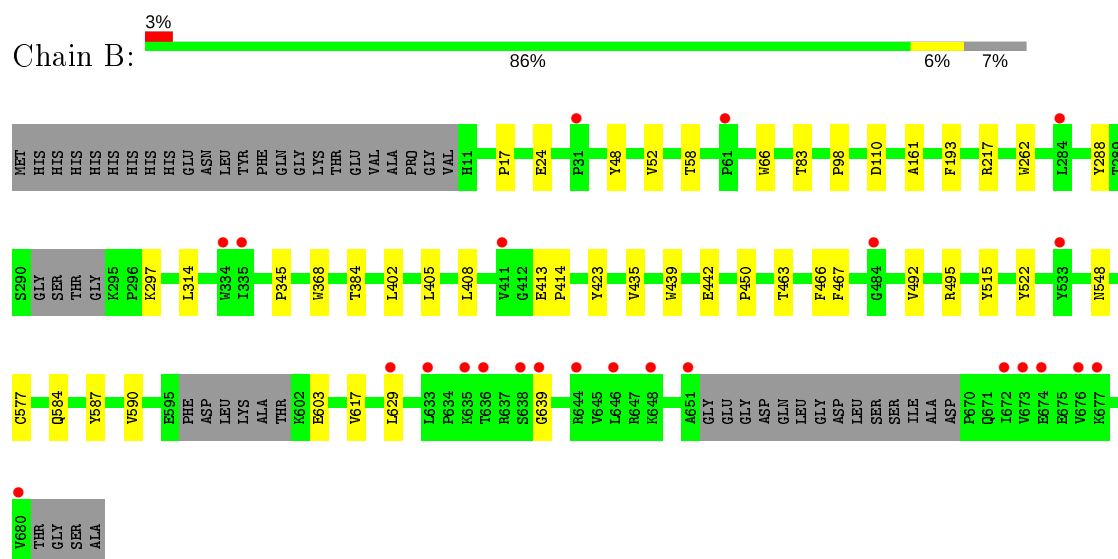 3%
Chain B:
86% 6% 7%
MET HIS HIS HIS HIS HIS HIS HIS HIS HIS GLU ASN LEU TYR PHE GLN GLY LYS THR GLU VAL ALA PRO GLY VAL H11 P17 E24 P31 Y48 V52 T58 P61 W66 T83 P98 D110 A161 F193 R217 W262 L284 Y288 T289
S290 GLY SER THR GLY K295 P296 K297 L314 W334 I335 P345 W368 T384 L402 L405 L408 V411 G412 E413 P414 Y423 V435 W439 E442 P450 T463 F466 F467 G484 V492 R495 Y515 Y522 Y533 N548
C577 Q584 Y587 V590 E595 PHE ASP LEU LYS ALA THR K602 E603 V617 L629 L633 P634 K635 T636 R637 S638 G639 R644 V645 L646 R647 K648 A651 GLY GLU GLY ASP GLN LEU GLY ASP LEU SER SER ILE ALA ASP P670 Q671 I672 V673 E674 E675 V676 K677
V680 THR GLY SER ALA